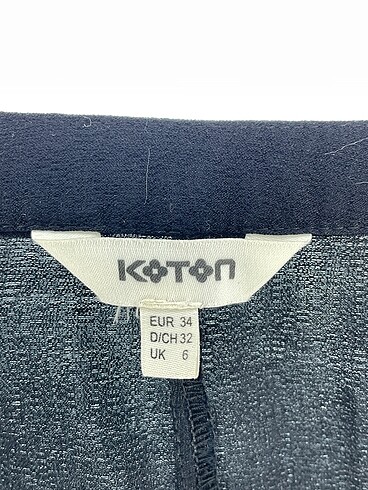 KOTON
EUR 34
D/CH 32
UK 6